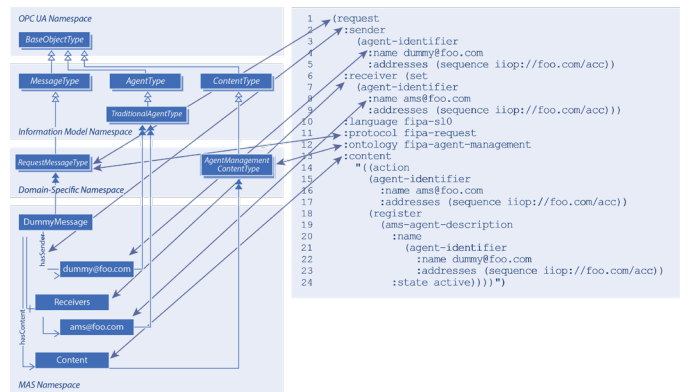 OPC UA Namespace
BaseObjectType
MessageType
AgentType
ContentType
TraditionalAgentType
Information Model Namespace
RequestMessageType
AgentManagement
ContentType
Domain-Specific Namespace
DummyMessage
hasSender
dummy@foo.com
Receivers
ams@foo.com
hasContent
Content
MAS Namespace
1 (request
2 :sender
3 (agent-identifier
4 :name dummy@foo.com
5 :addresses (sequence iiop://foo.com/acc))
6 :receiver (set
7 (agent-identifier
8 :name ams@foo.com
9 :addresses (sequence iiop://foo.com/acc)))
10 :language fipa-sl0
11 :protocol fipa-request
12 :ontology fipa-agent-management
13 :content
14 "((action
15 (agent-identifier
16 :name ams@foo.com
17 :addresses (sequence iiop://foo.com/acc))
18 (register
19 (ams-agent-description
20 :name
21 (agent-identifier
22 :name dummy@foo.com
23 :addresses (sequence iiop://foo.com/acc))
24 :state active))))")